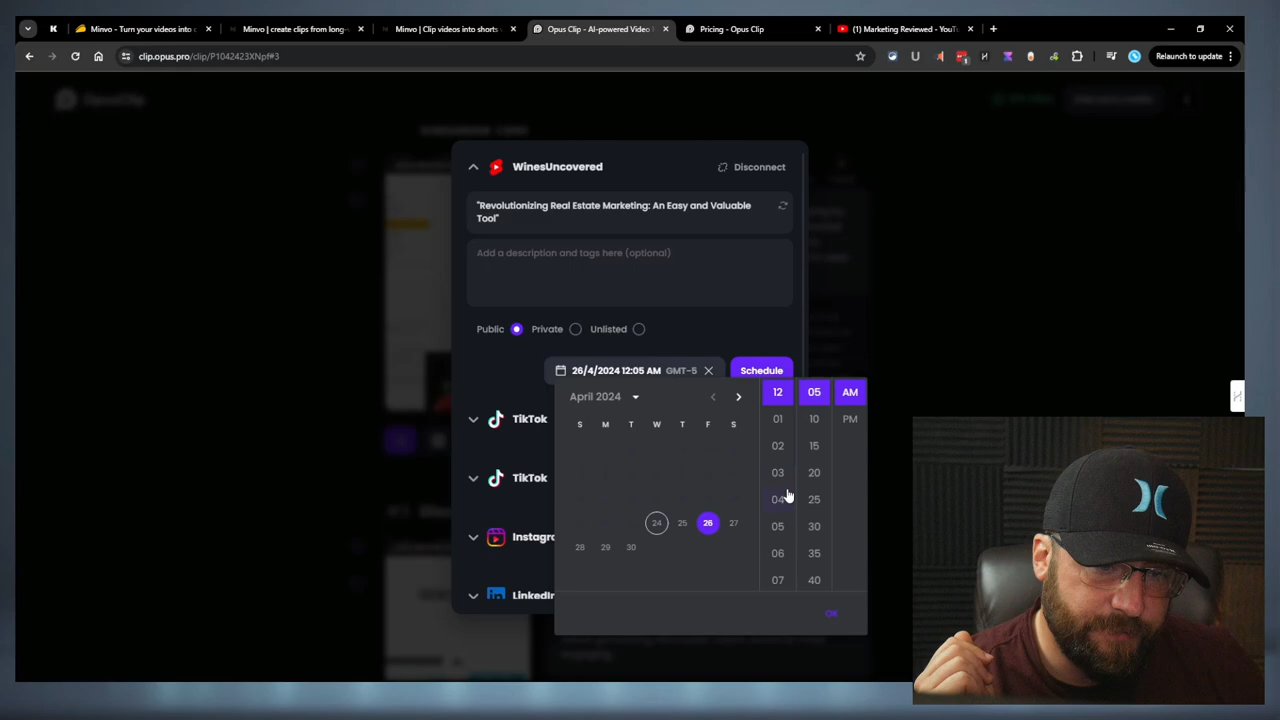 Minvo - Turn your videos into c
Minvo | create clips from long-
Minvo | Clip videos into shorts
Opus Clip - AI-powered Video
Pricing - Opus Clip
(1) Marketing Reviewed - YouT
clip.opus.pro/clip/P1042423XNpf#3
Relaunch to update
OpusClip
WinesUncovered
Disconnect
"Revolutionizing Real Estate Marketing: An Easy and Valuable
Tool"
Add a description and tags here (optional)
Public
Private
Unlisted
26/4/2024 12:05 AM GMT-5
Schedule
April 2024
12 05 AM
S M T W T F S
01 10 PM
02 15
03 20
04 25
24 25 26 27
05 30
28 29 30
06 35
07 40
OK
TikTok
TikTok
Instagra
LinkedIn